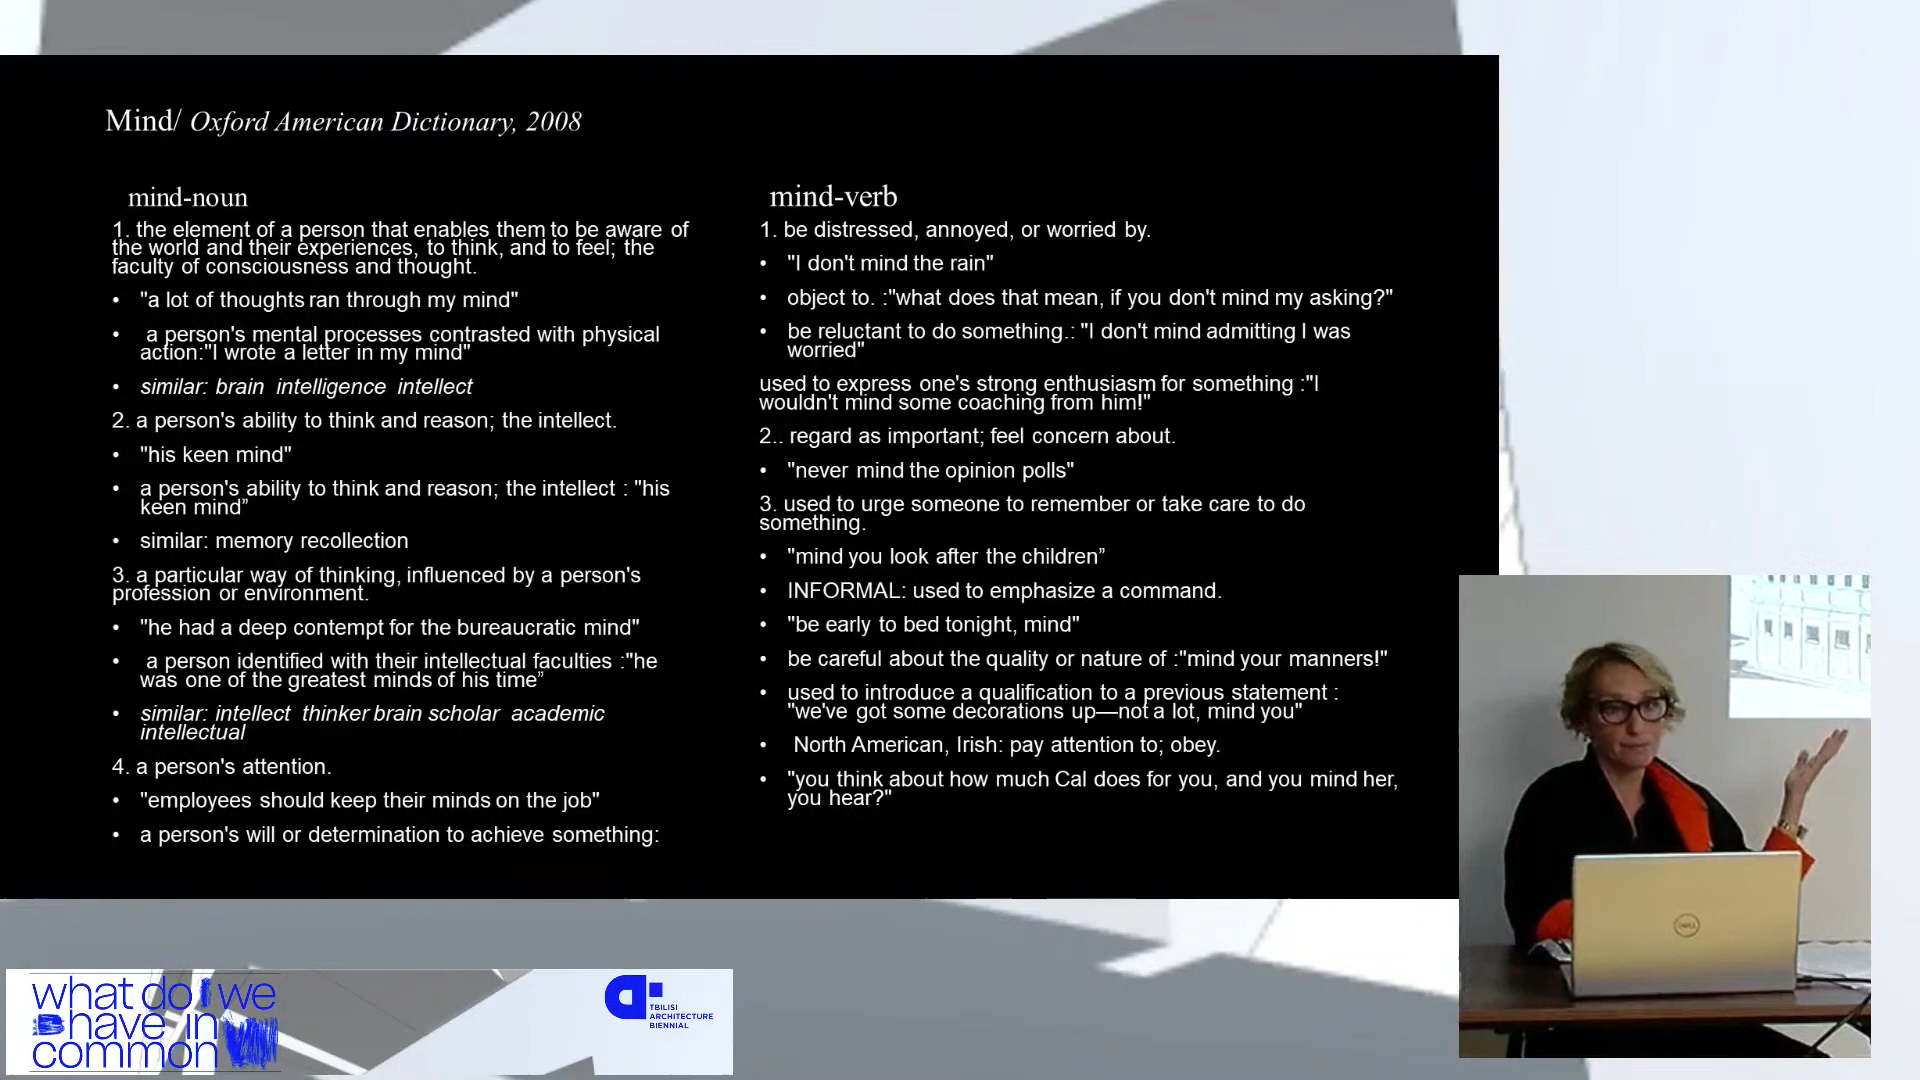 Mind/ Oxford American Dictionary, 2008
mind-noun
1. the element of a person that enables them to be aware of
the world and their experiences, to think, and to feel; the
faculty of consciousness and thought.
• "a lot of thoughts ran through my mind"
• a person's mental processes contrasted with physical
action:"I wrote a letter in my mind"
• similar: brain intelligence intellect
2. a person's ability to think and reason; the intellect.
• "his keen mind"
• a person's ability to think and reason; the intellect : "his
keen mind”
• similar: memory recollection
3. a particular way of thinking, influenced by a person's
profession or environment.
• "he had a deep contempt for the bureaucratic mind"
• a person identified with their intellectual faculties :"he
was one of the greatest minds of his time”
• similar: intellect thinker brain scholar academic
intellectual
4. a person's attention.
• "employees should keep their minds on the job"
• a person's will or determination to achieve something:
mind-verb
1. be distressed, annoyed, or worried by.
• "I don't mind the rain"
• object to. :"what does that mean, if you don't mind my asking?"
• be reluctant to do something.: "I don't mind admitting I was
worried"
used to express one's strong enthusiasm for something :"I
wouldn't mind some coaching from him!"
2.. regard as important; feel concern about.
• "never mind the opinion polls"
3. used to urge someone to remember or take care to do
something.
• "mind you look after the children”
• INFORMAL: used to emphasize a command.
• "be early to bed tonight, mind"
• be careful about the quality or nature of :"mind your manners!"
• used to introduce a qualification to a previous statement :
"we've got some decorations up—not a lot, mind you"
• North American, Irish: pay attention to; obey.
• "you think about how much Cal does for you, and you mind her,
you hear?"
DELL
what do we
have in
common
TBILISI
ARCHITECTURE
BIENNIAL